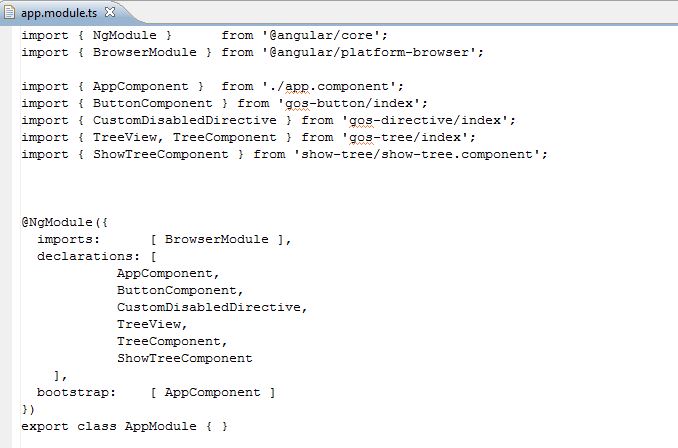 app.module.ts
import { NgModule }      from '@angular/core';
import { BrowserModule } from '@angular/platform-browser';
import { AppComponent }  from './app.component';
import { ButtonComponent } from 'gos-button/index';
import { CustomDisabledDirective } from 'gos-directive/index';
import { TreeView, TreeComponent } from 'gos-tree/index';
import { ShowTreeComponent } from 'show-tree/show-tree.component';
@NgModule({
  imports:      [ BrowserModule ],
  declarations: [
            AppComponent,
            ButtonComponent,
            CustomDisabledDirective,
            TreeView,
            TreeComponent,
            ShowTreeComponent
    ],
  bootstrap:    [ AppComponent ]
})
export class AppModule { }